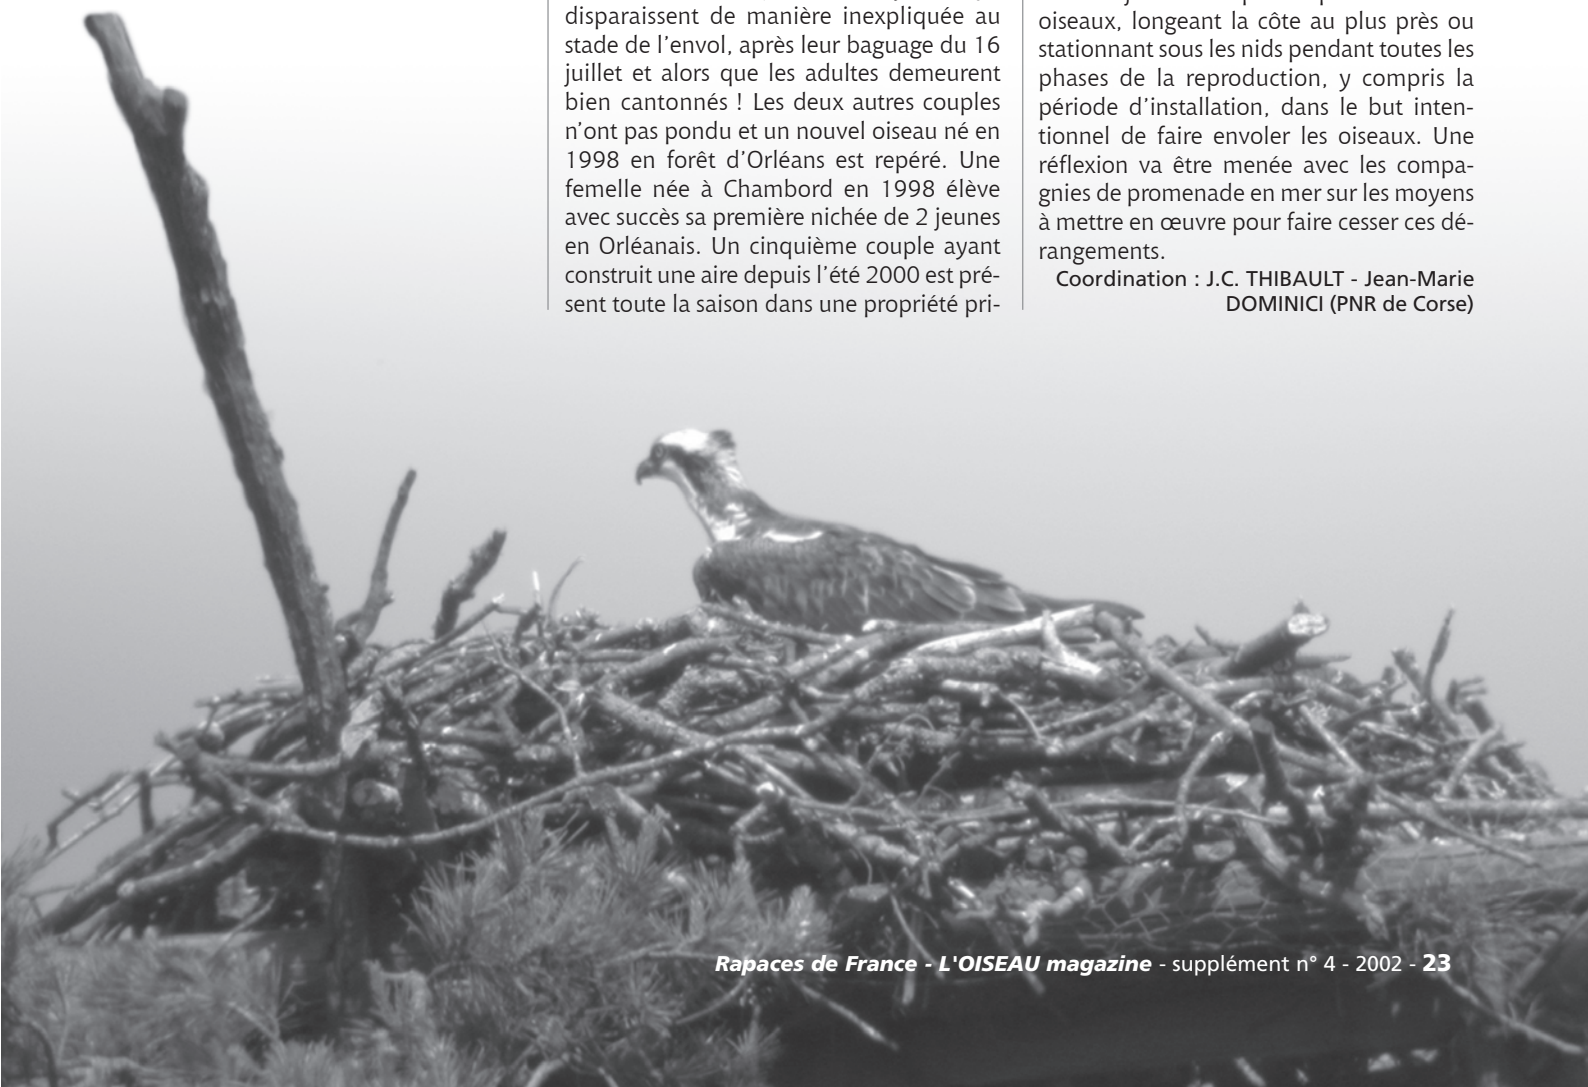 disparaissent de manière inexpliquée au
stade de l'envol, après leur baguage du 16
juillet et alors que les adultes demeurent
bien cantonnés ! Les deux autres couples
n'ont pas pondu et un nouvel oiseau né en
1998 en forêt d'Orléans est repéré. Une
femelle née à Chambord en 1998 élève
avec succès sa première nichée de 2 jeunes
en Orléanais. Un cinquième couple ayant
construit une aire depuis l'été 2000 est pré-
sent toute la saison dans une propriété pri-
oiseaux, longeant la côte au plus près ou
stationnant sous les nids pendant toutes les
phases de la reproduction, y compris la
période d'installation, dans le but inten-
tionnel de faire envoler les oiseaux. Une
réflexion va être menée avec les compa-
gnies de promenade en mer sur les moyens
à mettre en œuvre pour faire cesser ces dé-
rangements.
Coordination : J.C. THIBAULT - Jean-Marie
DOMINICI (PNR de Corse)
Rapaces de France - L'OISEAU magazine - supplément n° 4 - 2002 - 23